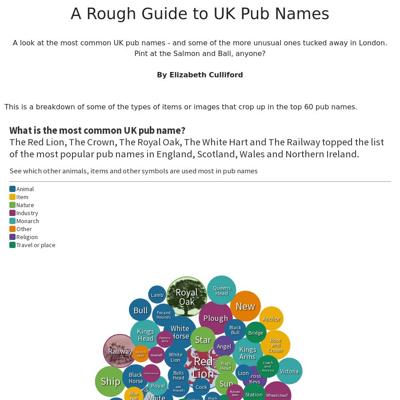 A Rough Guide to UK Pub Names
A look at the most common UK pub names - and some of the more unusual ones tucked away in London.
Pint at the Salmon and Ball, anyone?
By Elizabeth Culliford
This is a breakdown of some of the types of items or images that crop up in the top 60 pub names.
What is the most common UK pub name?
The Red Lion, The Crown, The Royal Oak, The White Hart and The Railway topped the list
of the most popular pub names in England, Scotland, Wales and Northern Ireland.
See which other animals, items and other symbols are used most in pub names
Animal
Item
Nature
Industry
Monarch
Other
Religion
Travel or place
Queens
Head
Lamb
Royal
Oak
New
Bull
Fox and
Hounds
Plough
Anchor
Kings
Head
White
Horse
Black
Bull
Bridge
Star
Rose
and
Crown
Railway
Angel
Kings
Arms
White
Lion
Red
Lion
Victoria
Ship
Black
Horse
Lion
Cross
Keys
Royal
Cock
Sun
Station
Wheatsheaf